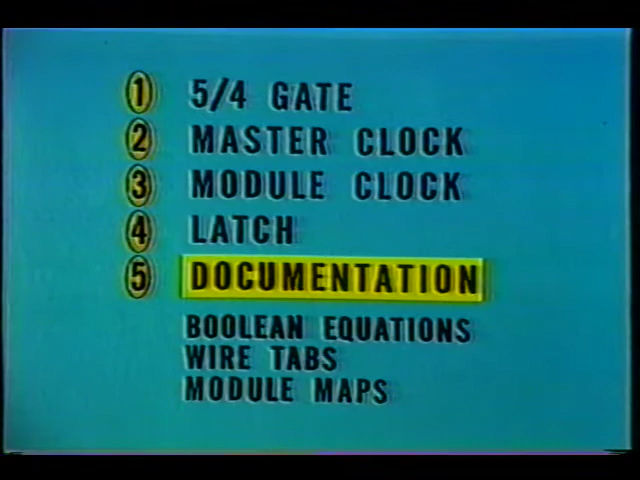 1 5/4 GATE
2 MASTER CLOCK
3 MODULE CLOCK
4 LATCH
5 DOCUMENTATION
BOOLEAN EQUATIONS
WIRE TABS
MODULE MAPS